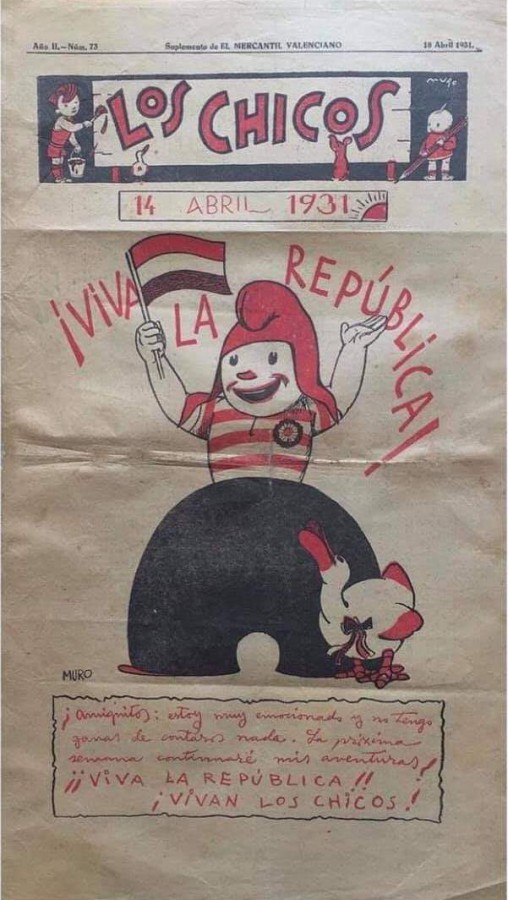 Año II.—Núm. 73
Suplemento de EL MERCANTIL VALENCIANO
18 Abril 1931.
MURO
LOS CHICOS
14 ABRIL 1931
¡VIVA LA REPÚBLICA!
MURO
¡Amiguitos: estoy muy emocionado y no tengo
ganas de contaros nada. La próxima
semana continuaré mis aventuras!
¡¡VIVA LA REPÚBLICA!!
¡VIVAN LOS CHICOS!